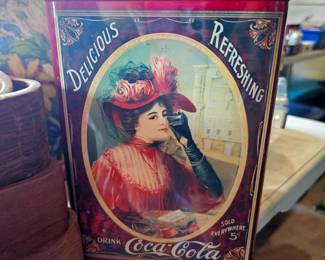 DELICIOUS
REFRESHING
DRINK
Coca-Cola
SOLD
EVERYWHERE
5¢